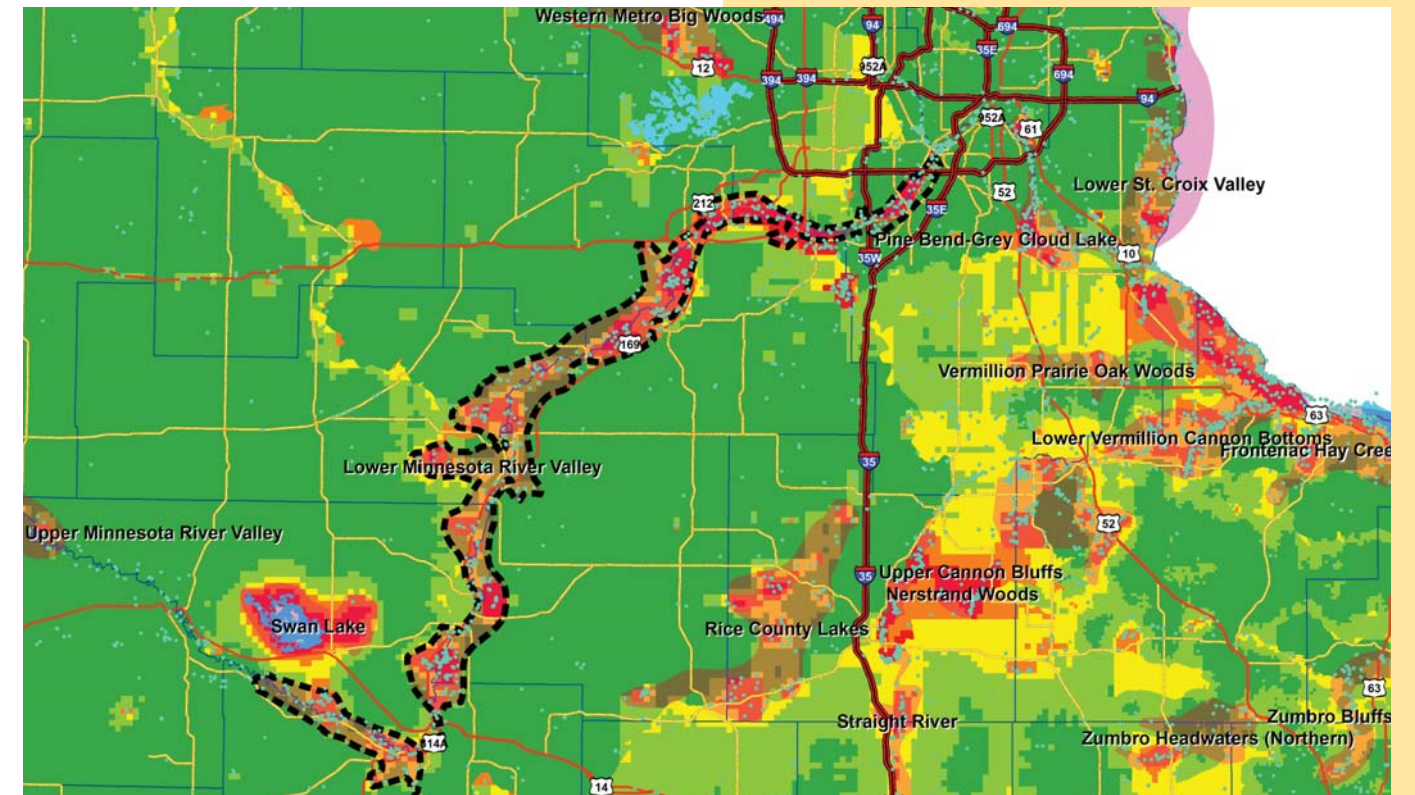 Western Metro Big Woods
494
94
694
35E
12
394
394
952A
694
94
952A
61
212
52
Lower St. Croix Valley
35E
Pine Bend-Grey Cloud Lake
35W
10
169
Vermillion Prairie Oak Woods
63
Lower Vermillion Cannon Bottoms
Frontenac Hay Cree
Lower Minnesota River Valley
35
Upper Minnesota River Valley
52
35
Upper Cannon Bluffs
Nerstrand Woods
Swan Lake
Rice County Lakes
63
Straight River
Zumbro Bluffs
Zumbro Headwaters (Northern)
14